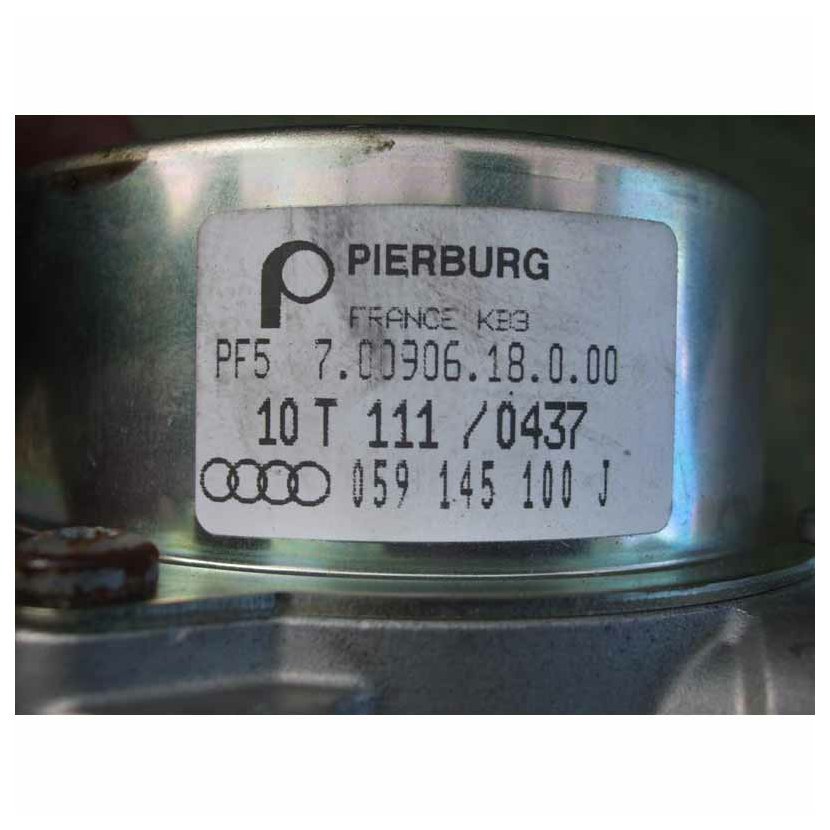 PIERBURG
FRANCE KB3
PF5 7.00906.18.0.00
10 T 111 /0437
059 145 100 J